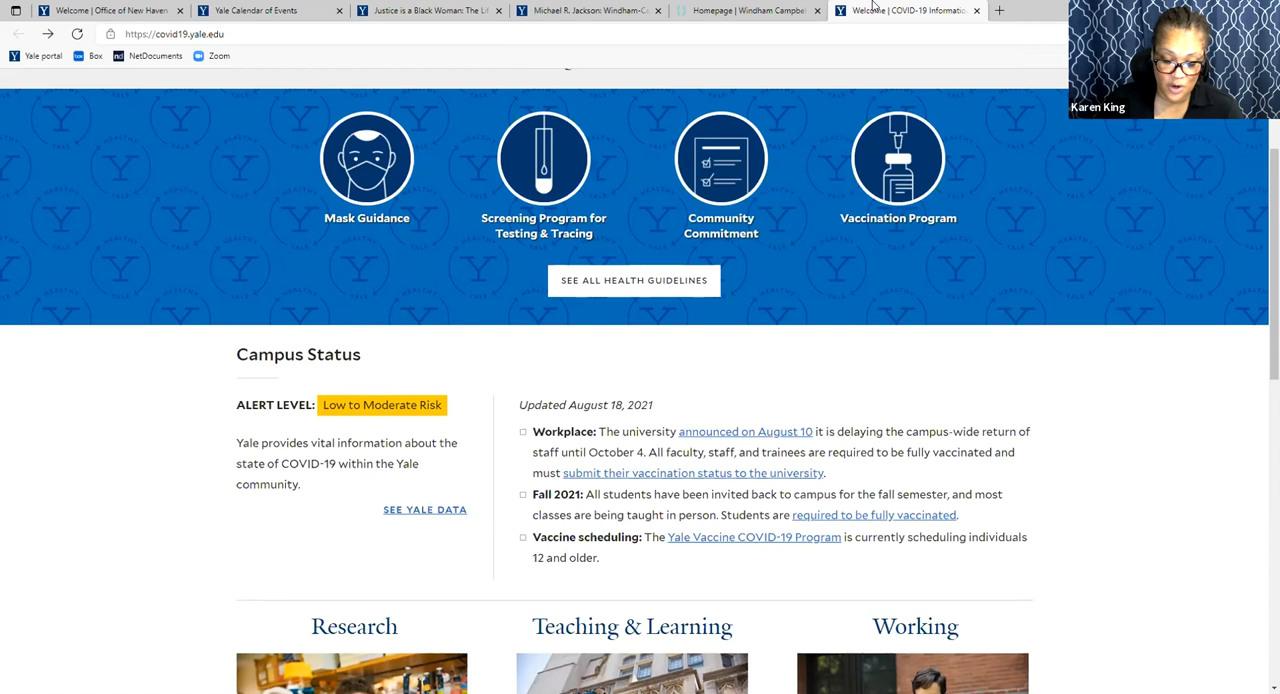 Welcome | Office of New Haven
Yale Calendar of Events
Justice is a Black Woman: The Lif
Michael R. Jackson: Windham-Ca
Homepage | Windham Campbel
Welcome | COVID-19 Informatio
https://covid19.yale.edu
Yale portal
Box
NetDocuments
Zoom
Karen King
Mask Guidance
Screening Program for
Testing & Tracing
Community
Commitment
Vaccination Program
SEE ALL HEALTH GUIDELINES
Campus Status
ALERT LEVEL: Low to Moderate Risk
Yale provides vital information about the
state of COVID-19 within the Yale
community.
SEE YALE DATA
Updated August 18, 2021
Workplace: The university announced on August 10 it is delaying the campus-wide return of
staff until October 4. All faculty, staff, and trainees are required to be fully vaccinated and
must submit their vaccination status to the university.
Fall 2021: All students have been invited back to campus for the fall semester, and most
classes are being taught in person. Students are required to be fully vaccinated.
Vaccine scheduling: The Yale Vaccine COVID-19 Program is currently scheduling individuals
12 and older.
Research
Teaching & Learning
Working